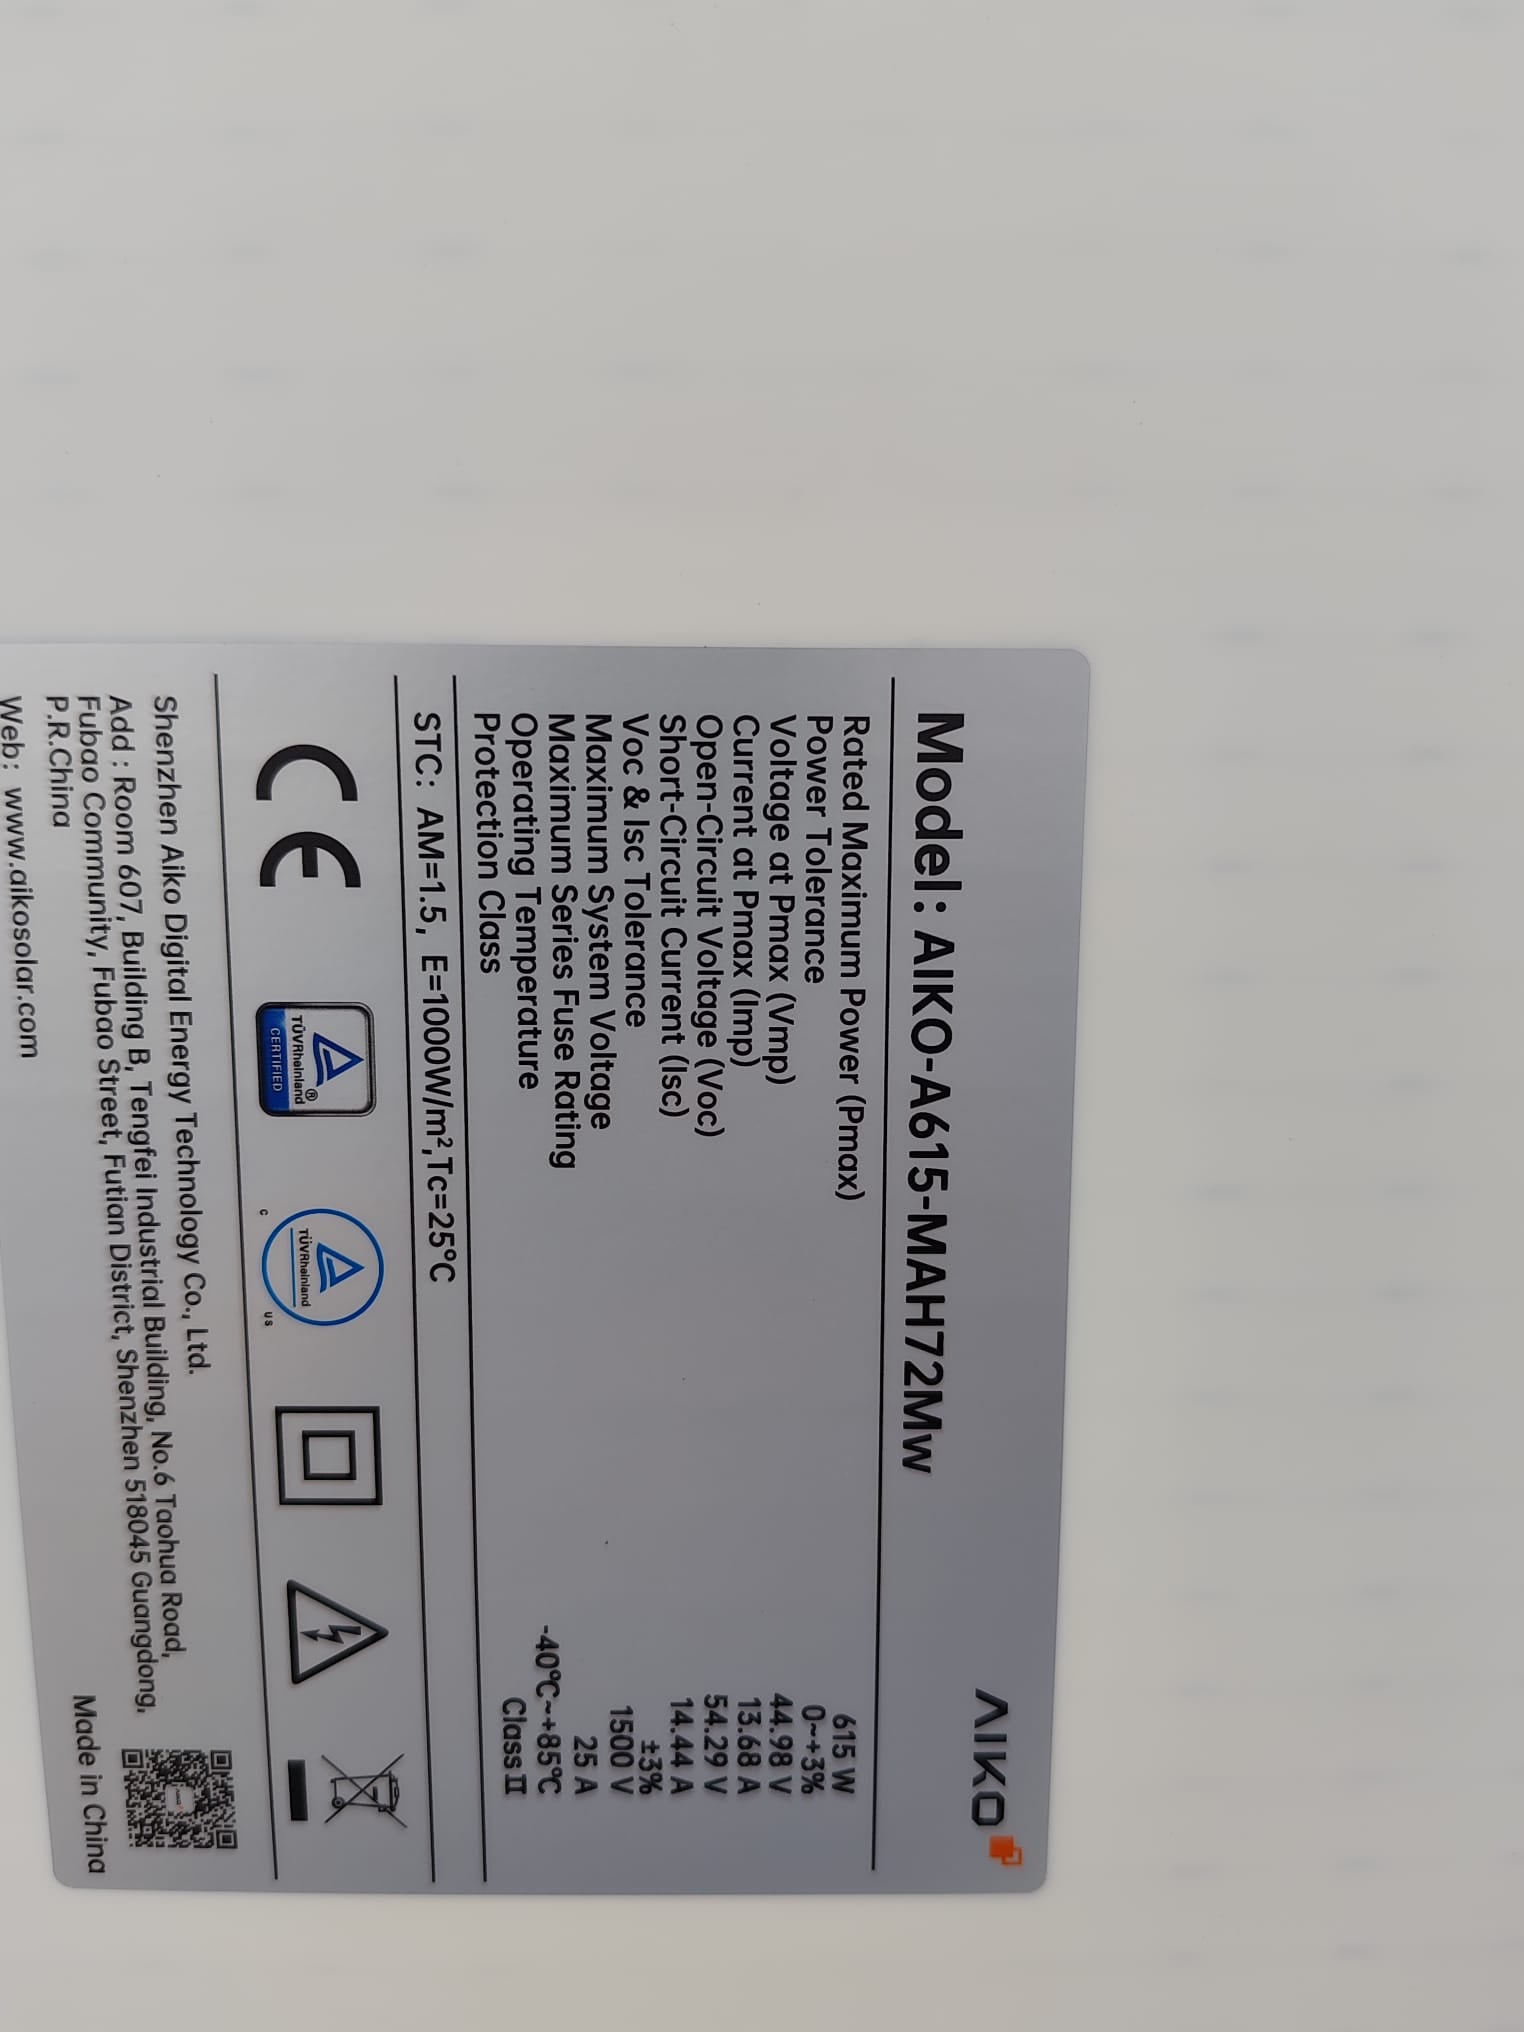 AIKO
Model: AIKO-A615-MAH72Mw
Rated Maximum Power (Pmax) 615 W
Power Tolerance 0~+3%
Voltage at Pmax (Vmp) 44.98 V
Current at Pmax (Imp) 13.68 A
Open-Circuit Voltage (Voc) 54.29 V
Short-Circuit Current (Isc) 14.44 A
Voc & Isc Tolerance ±3%
Maximum System Voltage 1500 V
Maximum Series Fuse Rating 25 A
Operating Temperature -40℃~+85℃
Protection Class Class II
STC: AM=1.5, E=1000W/m²,Tc=25℃
CE
TÜVRheinland®
CERTIFIED
TÜVRheinland
C US
Shenzhen Aiko Digital Energy Technology Co., Ltd.
Add : Room 607, Building B, Tengfei Industrial Building, No.6 Taohua Road,
Fubao Community, Fubao Street, Futian District, Shenzhen 518045 Guangdong,
P.R.China
Web: www.aikosolar.com
Made in China